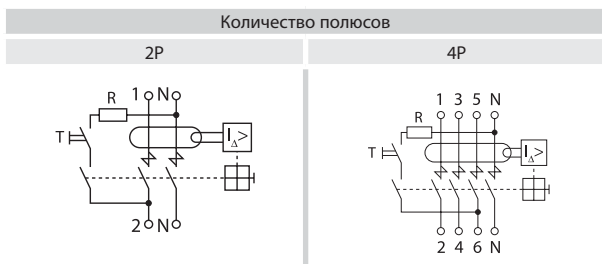 Количество полюсов
2P 4P
1 N
R
T
I△>
2 N
1 3 5 N
R
T
I△>
2 4 6 N